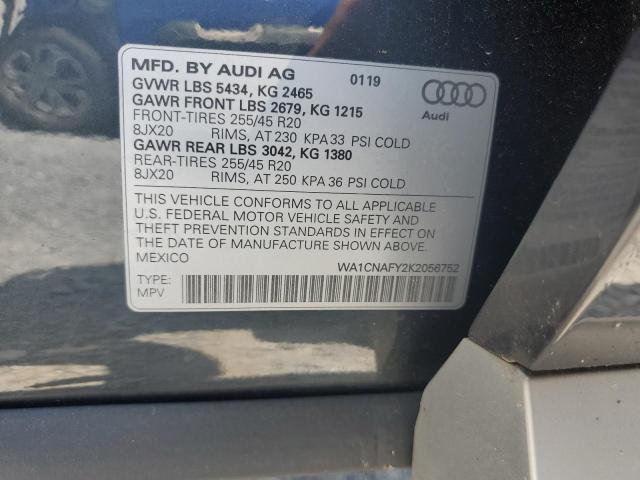 MFD. BY AUDI AG 0119
GVWR LBS 5434, KG 2465
GAWR FRONT LBS 2679, KG 1215
FRONT-TIRES 255/45 R20
8JX20 RIMS, AT 230 KPA 33 PSI COLD
GAWR REAR LBS 3042, KG 1380
REAR-TIRES 255/45 R20
8JX20 RIMS, AT 250 KPA 36 PSI COLD
Audi
THIS VEHICLE CONFORMS TO ALL APPLICABLE
U.S. FEDERAL MOTOR VEHICLE SAFETY AND
THEFT PREVENTION STANDARDS IN EFFECT ON
THE DATE OF MANUFACTURE SHOWN ABOVE.
MEXICO
WA1CNAFY2K2056752
TYPE:
MPV